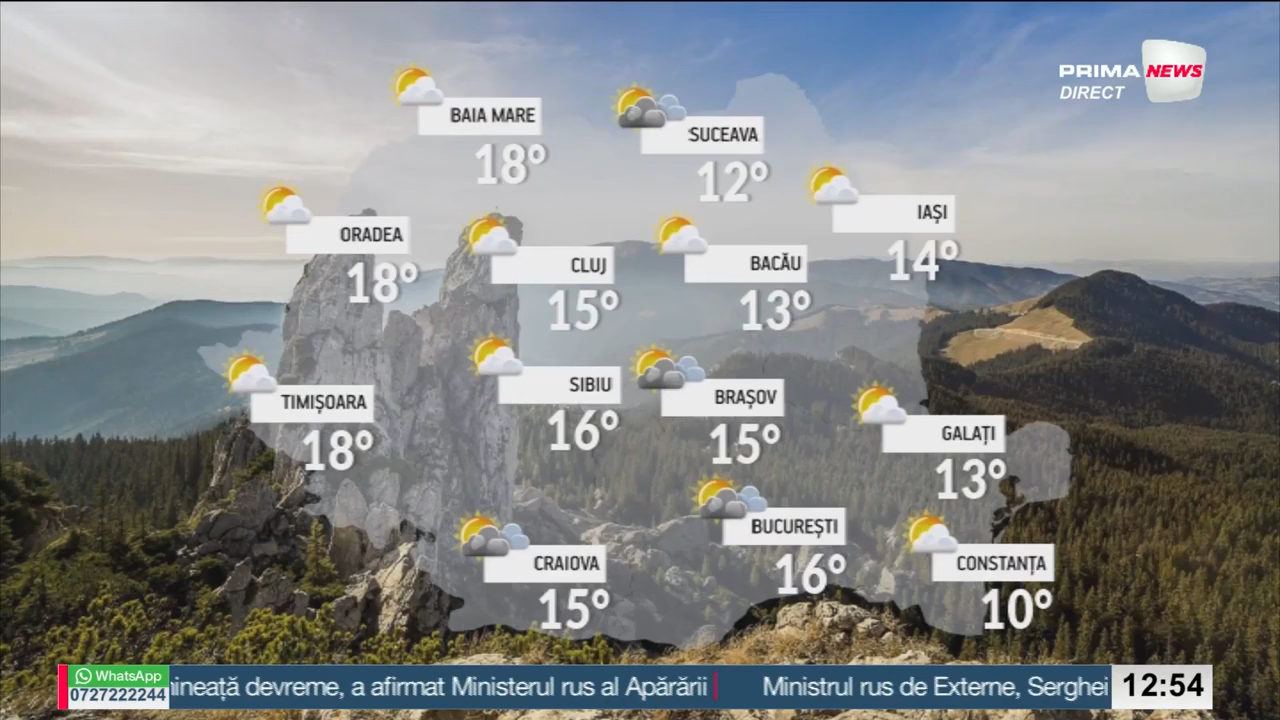 PRIMA NEWS
DIRECT
BAIA MARE
18°
SUCEAVA
12°
IAȘI
14°
ORADEA
18°
CLUJ
15°
BACĂU
13°
TIMIȘOARA
18°
SIBIU
16°
BRAȘOV
15°
GALAȚI
13°
CRAIOVA
15°
BUCUREȘTI
16°
CONSTANȚA
10°
WhatsApp
0727222244
devreme, a afirmat Ministerul rus al Apărării
Ministrul rus de Externe, Serghei
12:54